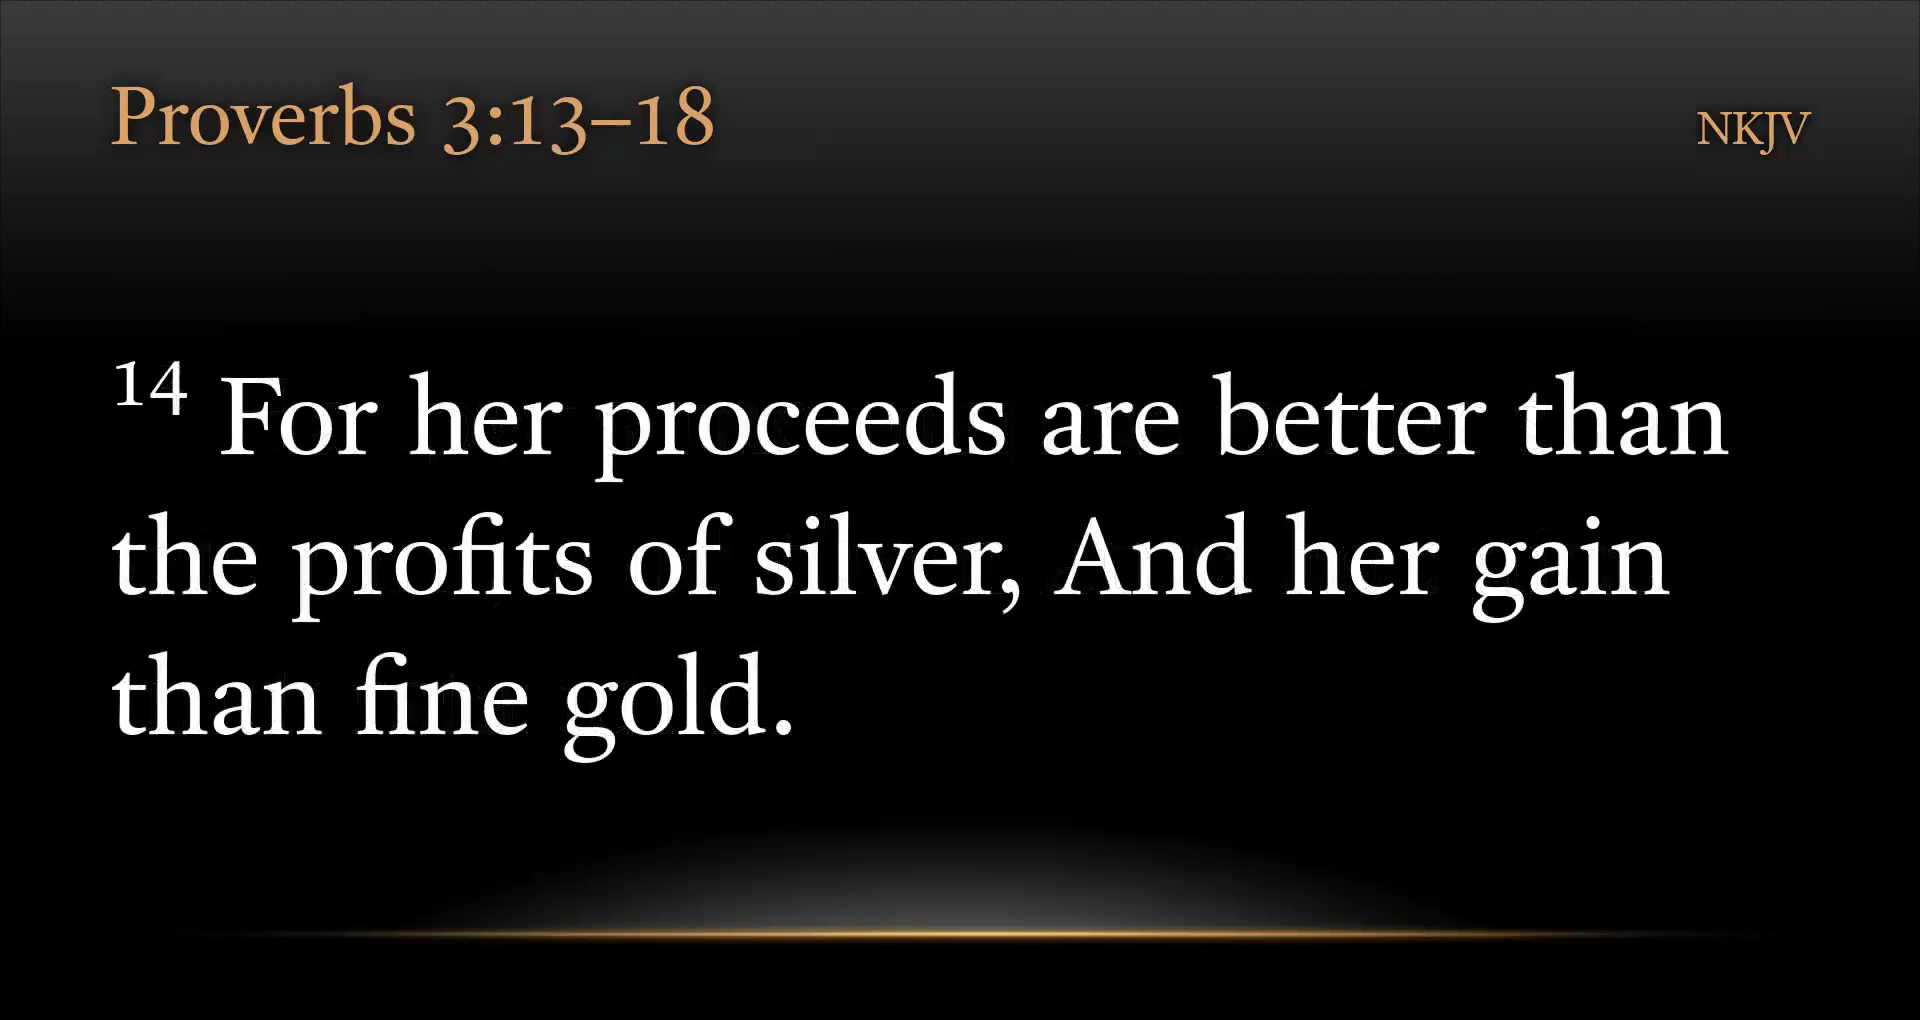 Proverbs 3:13–18
NKJV
14 For her proceeds are better than
the profits of silver, And her gain
than fine gold.